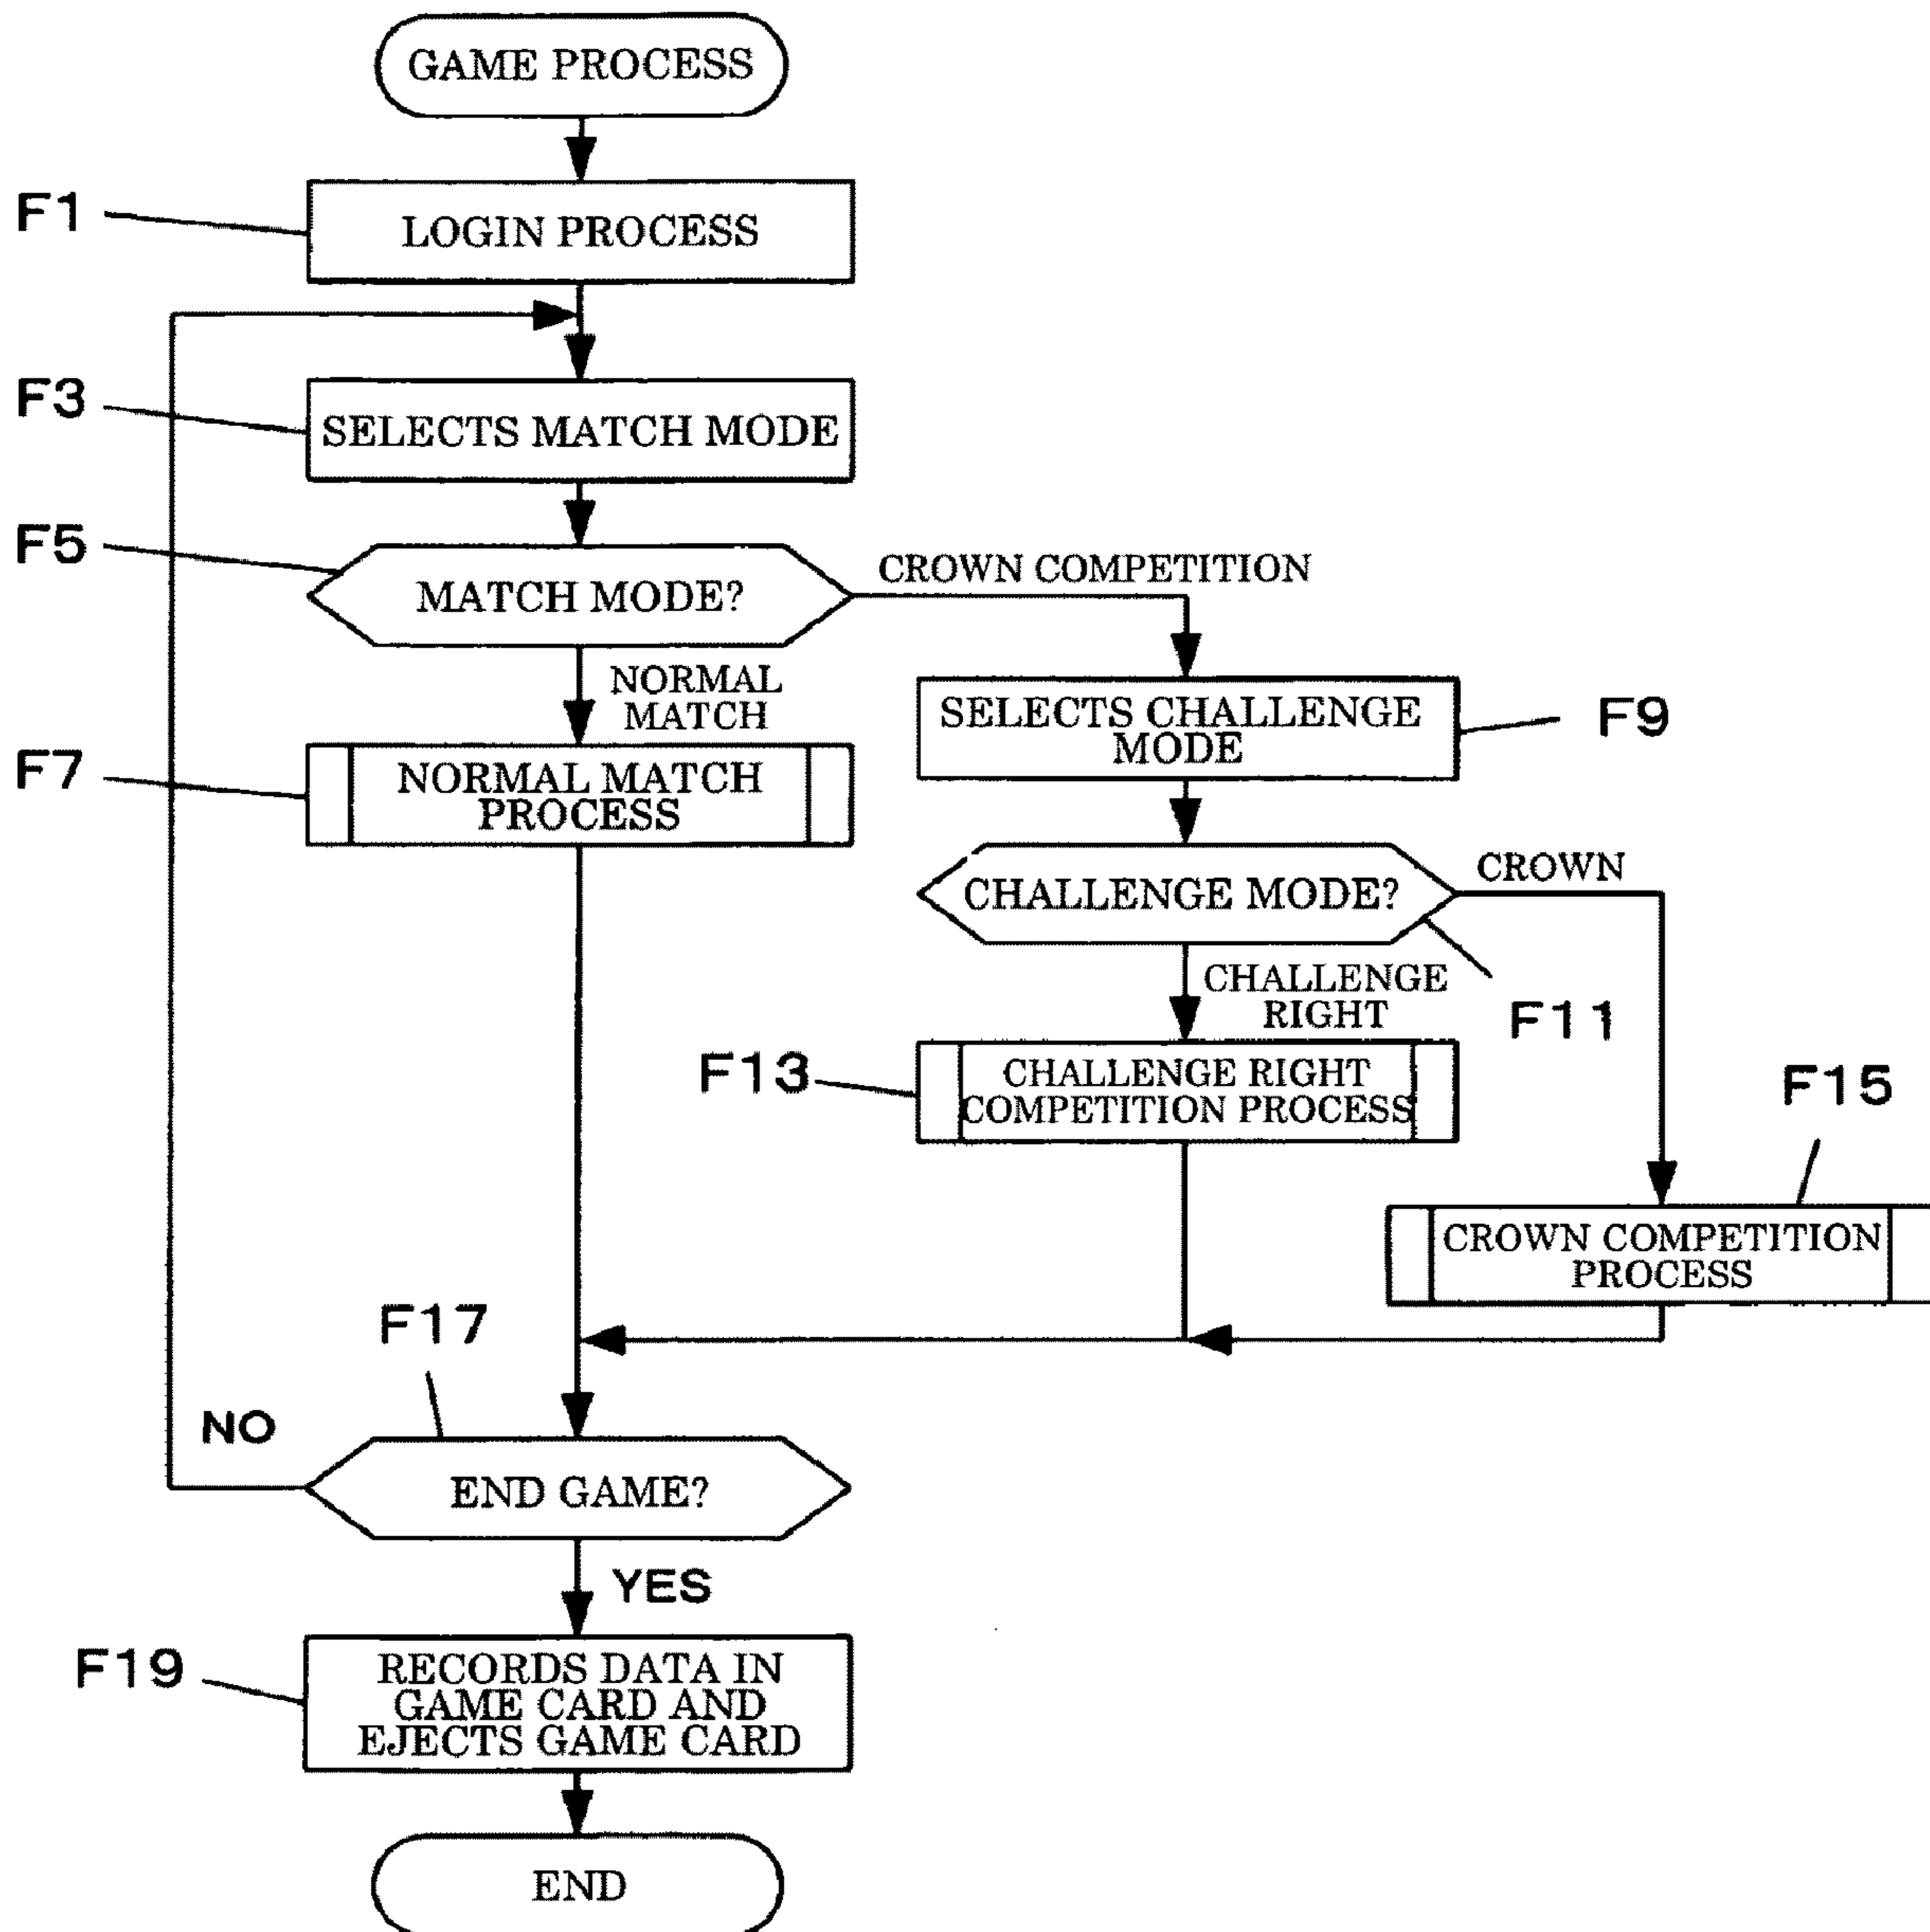 GAME PROCESS
F1
LOGIN PROCESS
F3
SELECTS MATCH MODE
F5
MATCH MODE?
CROWN COMPETITION
NORMAL
MATCH
F7
NORMAL MATCH
PROCESS
SELECTS CHALLENGE
MODE
F9
CHALLENGE MODE?
CROWN
F11
CHALLENGE
RIGHT
F13
CHALLENGE RIGHT
COMPETITION PROCESS
F15
CROWN COMPETITION
PROCESS
F17
NO
END GAME?
YES
F19
RECORDS DATA IN
GAME CARD AND
EJECTS GAME CARD
END